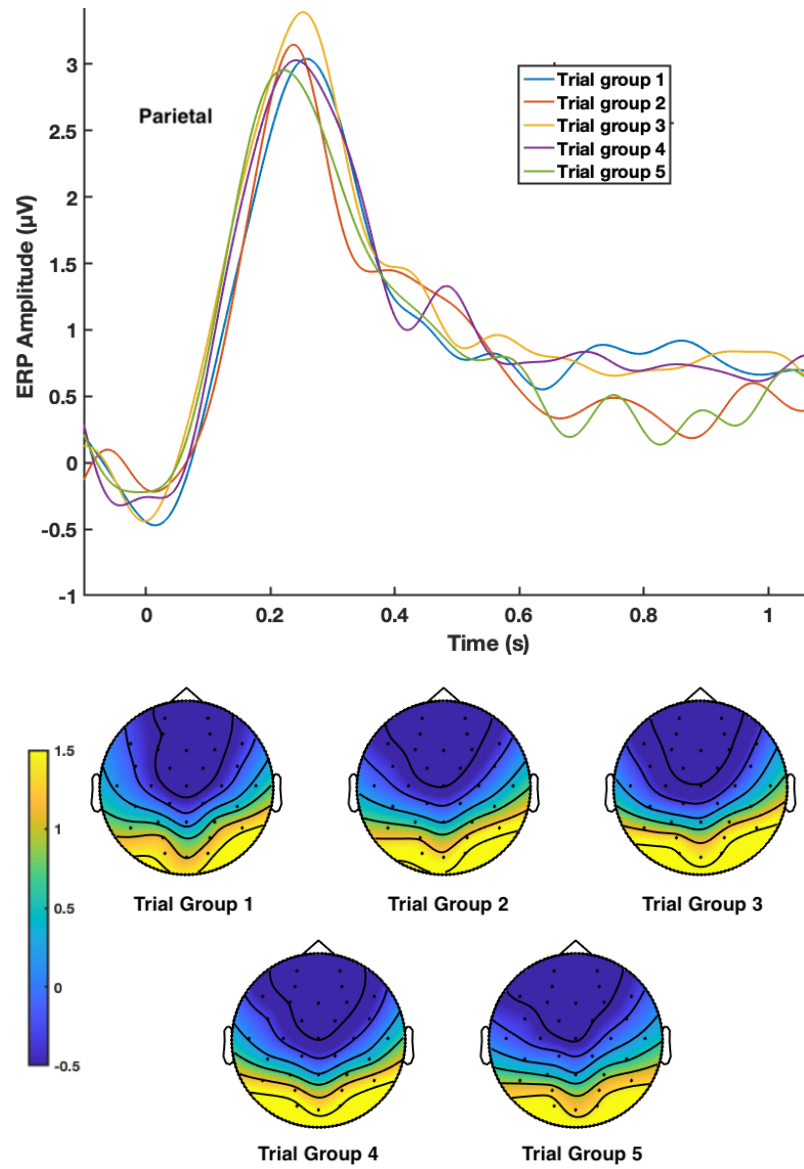 Parietal
Trial group 1
Trial group 2
Trial group 3
Trial group 4
Trial group 5
ERP Amplitude (µV)
3
2.5
2
1.5
1
0.5
0
-0.5
-1
0
0.2
0.4
0.6
0.8
1
Time (s)
1.5
1
0.5
0
-0.5
Trial Group 1
Trial Group 2
Trial Group 3
Trial Group 4
Trial Group 5